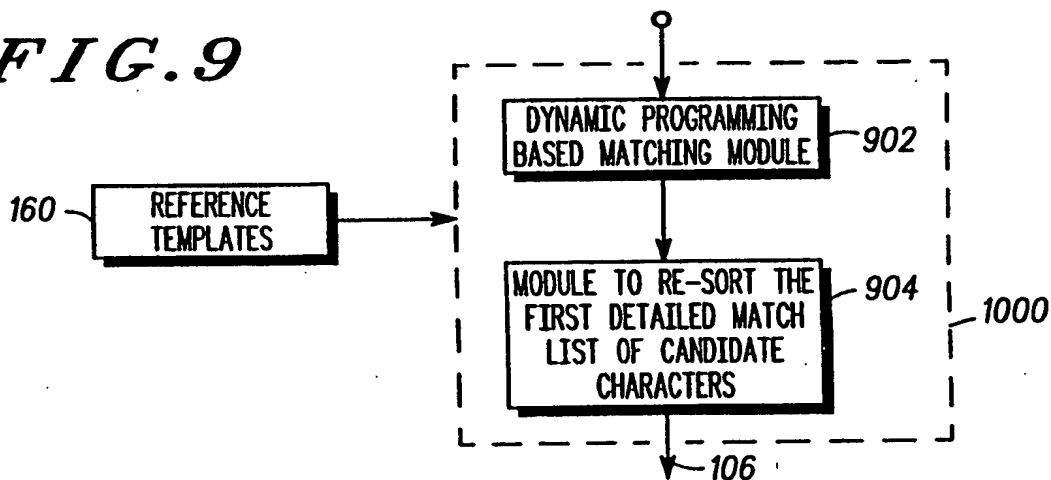 FIG.9
DYNAMIC PROGRAMMING
BASED MATCHING MODULE
902
160
REFERENCE
TEMPLATES
MODULE TO RE-SORT THE
FIRST DETAILED MATCH
LIST OF CANDIDATE
CHARACTERS
904
1000
106